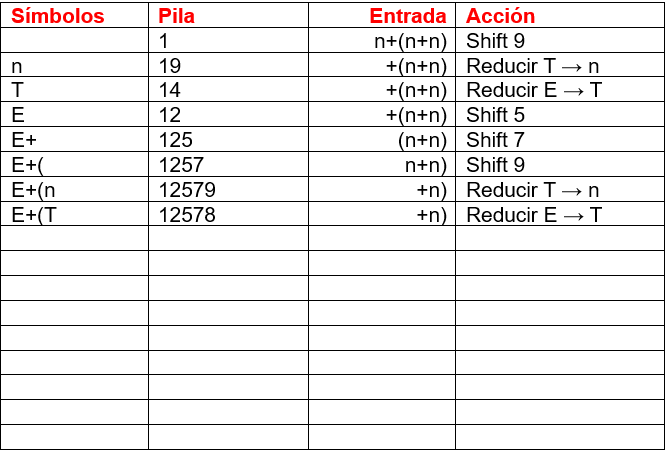 Símbolos Pila Entrada Acción
1 n+(n+n) Shift 9
n 19 +(n+n) Reducir T → n
T 14 +(n+n) Reducir E → T
E 12 +(n+n) Shift 5
E+ 125 (n+n) Shift 7
E+( 1257 n+n) Shift 9
E+(n 12579 +n) Reducir T → n
E+(T 12578 +n) Reducir E → T